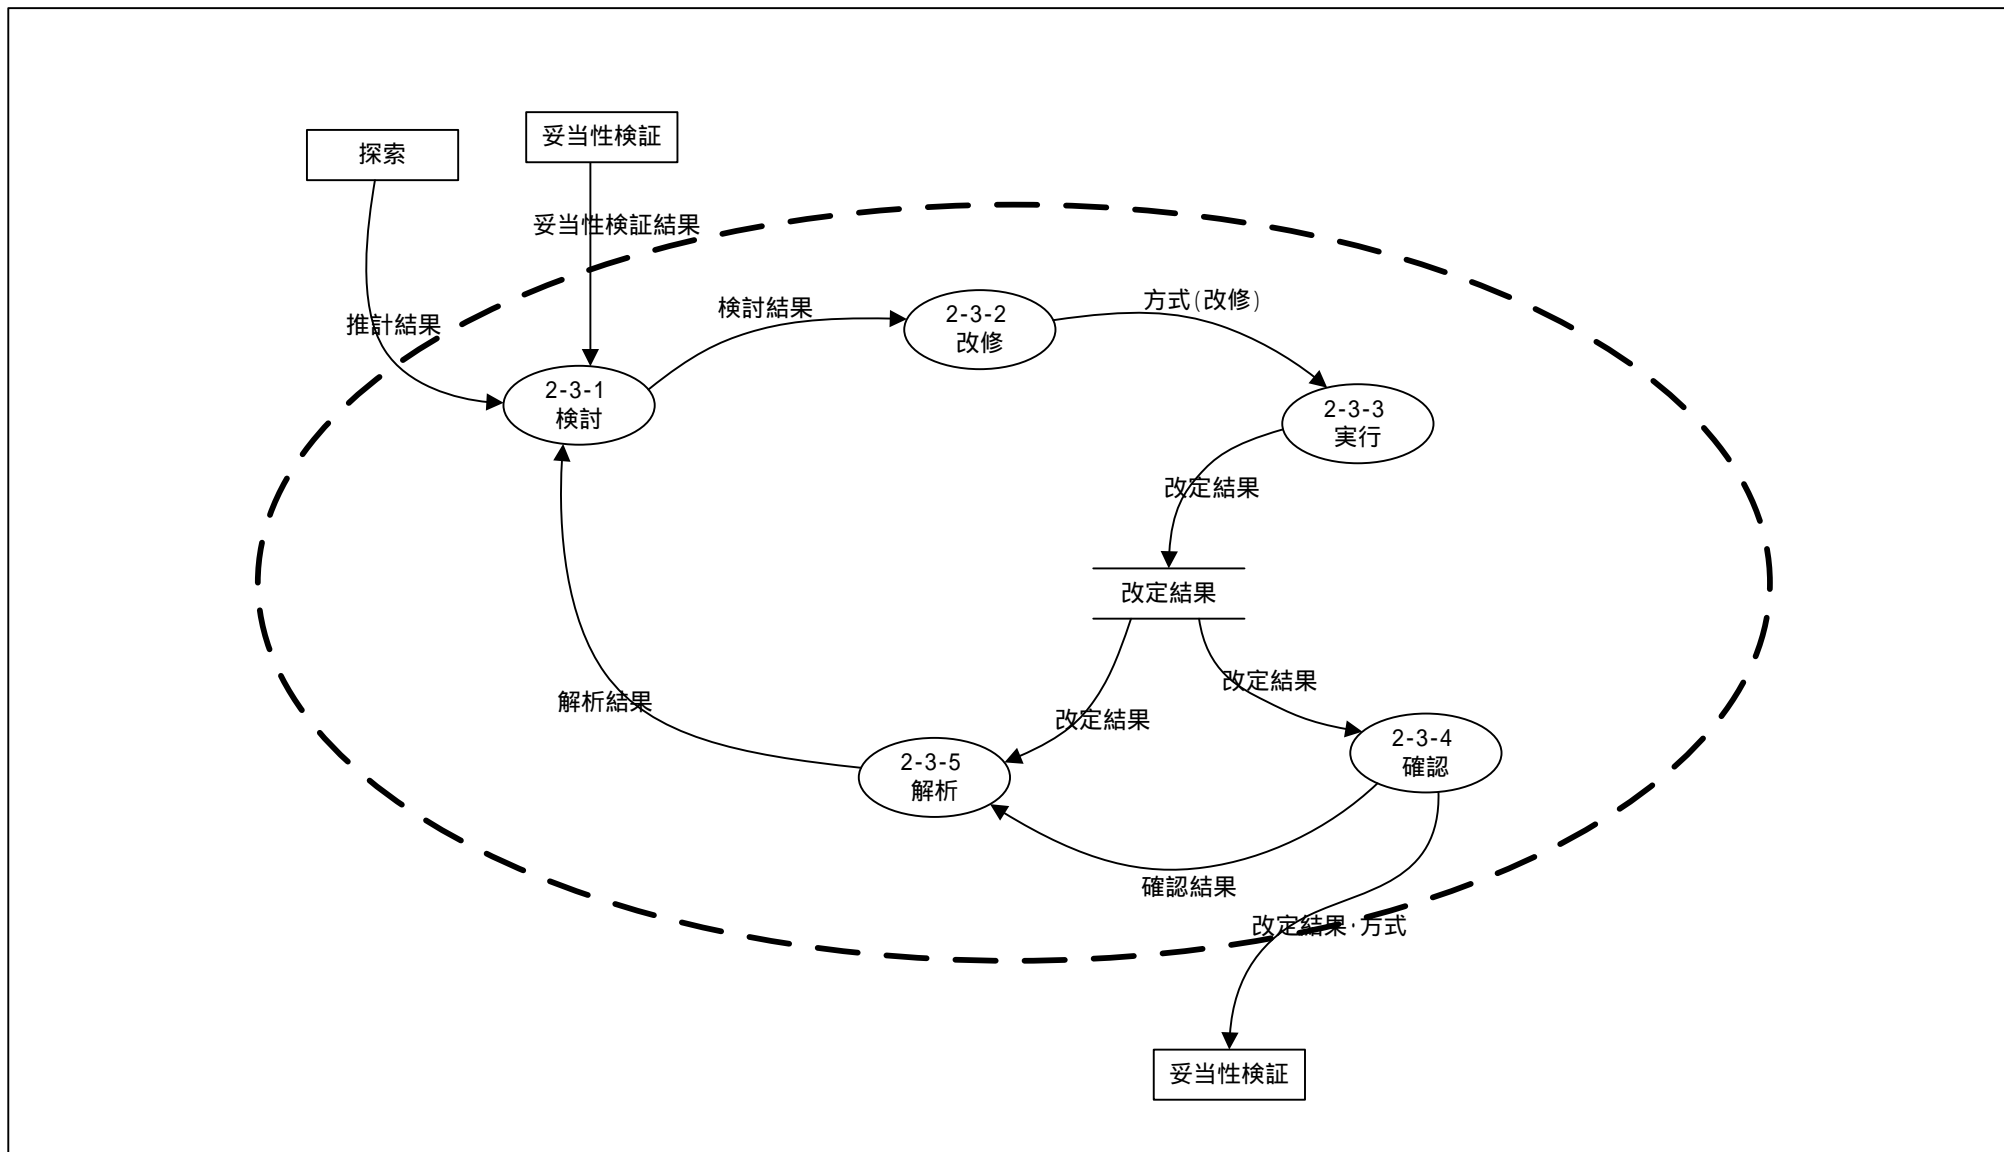 妥当性検証
探索
妥当性検証結果
推計結果
検討結果
2-3-2
改修
方式(改修)
2-3-1
検討
2-3-3
実行
改定結果
改定結果
改定結果
改定結果
解析結果
2-3-4
確認
2-3-5
解析
確認結果
改定結果・方式
妥当性検証